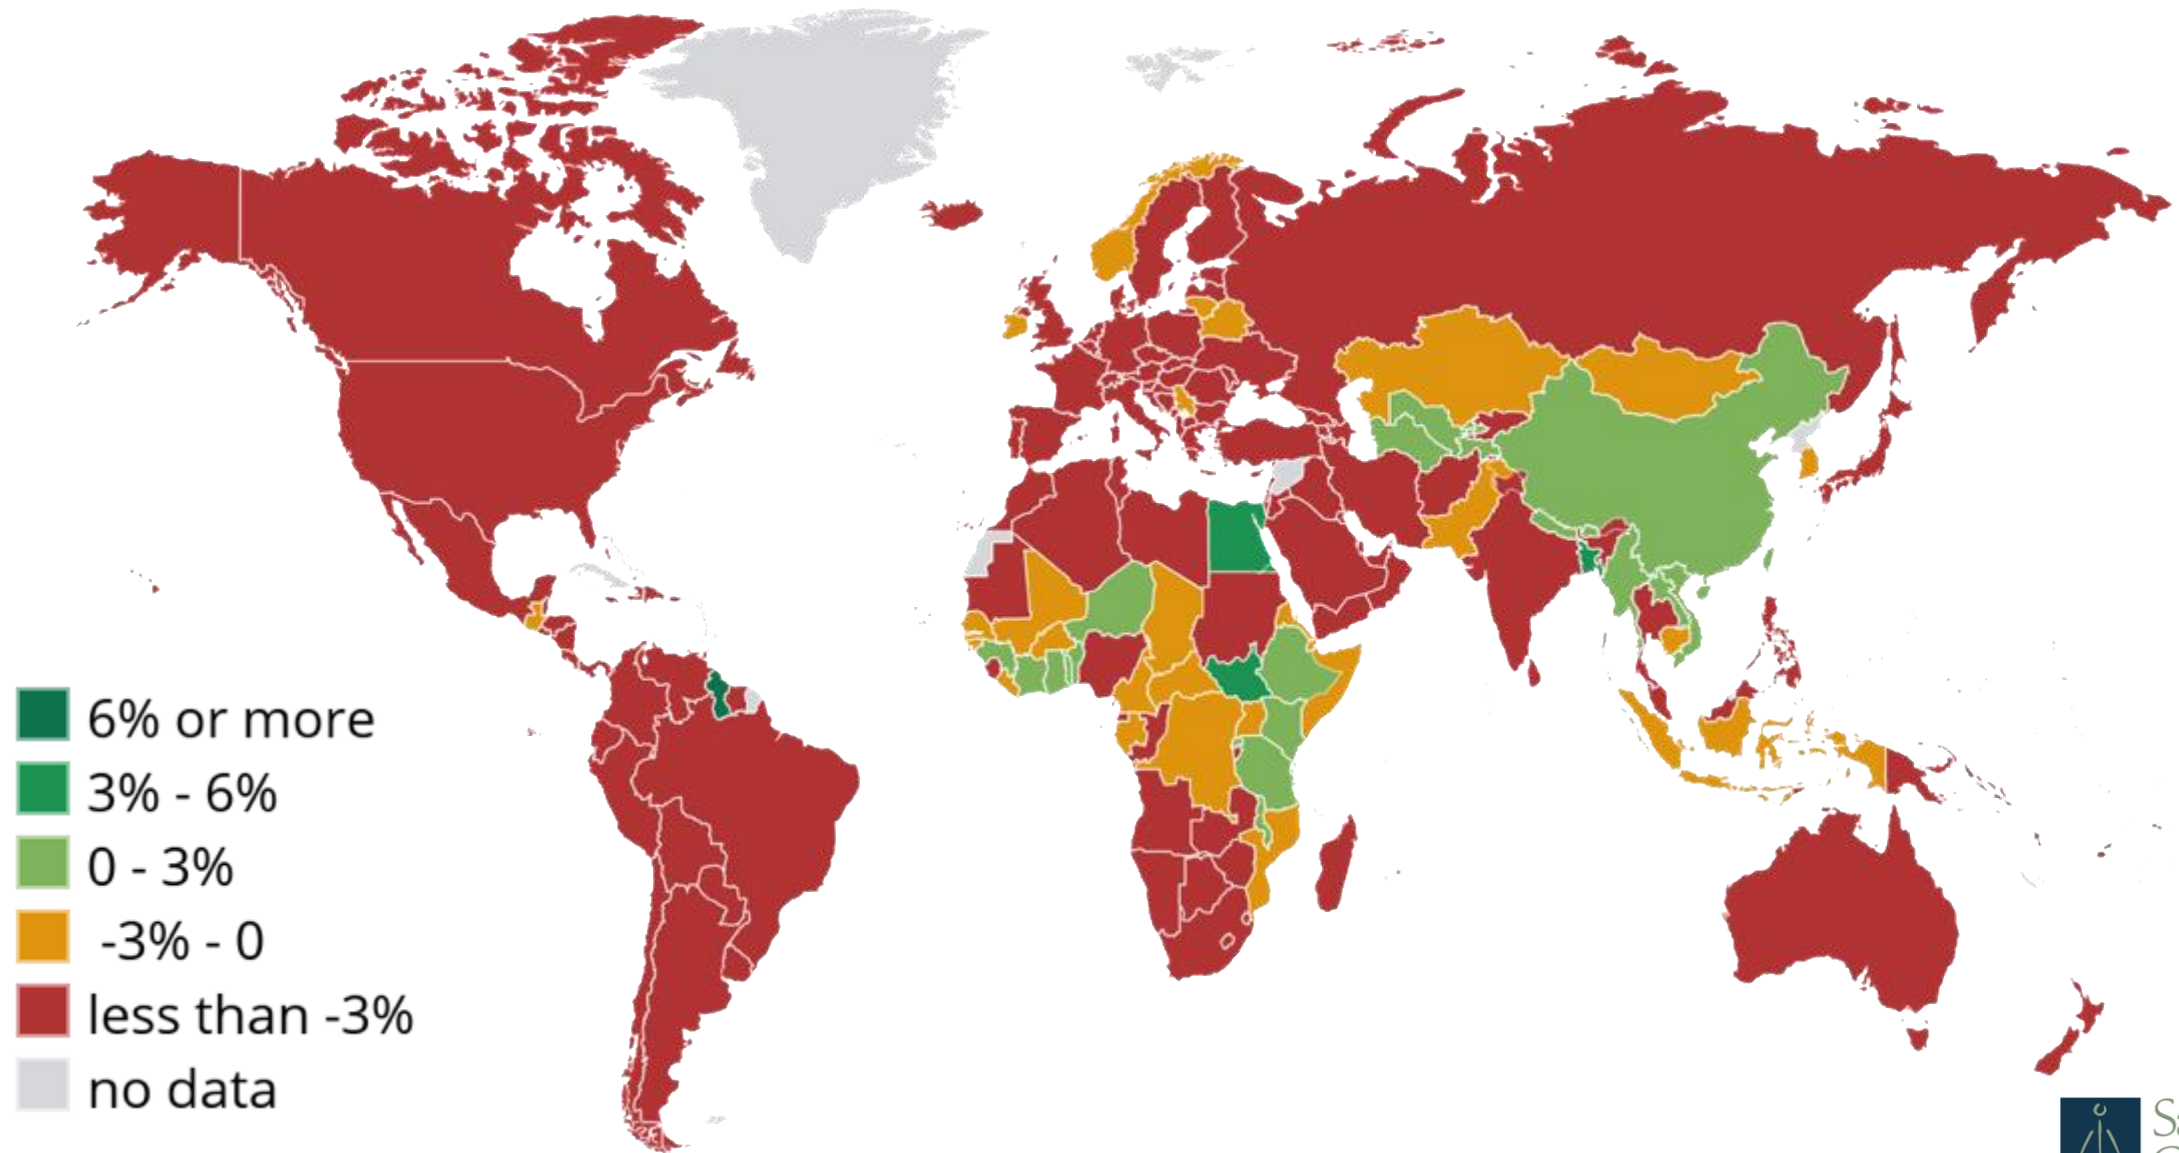 6% or more
3% - 6%
0 - 3%
-3% - 0
less than -3%
no data